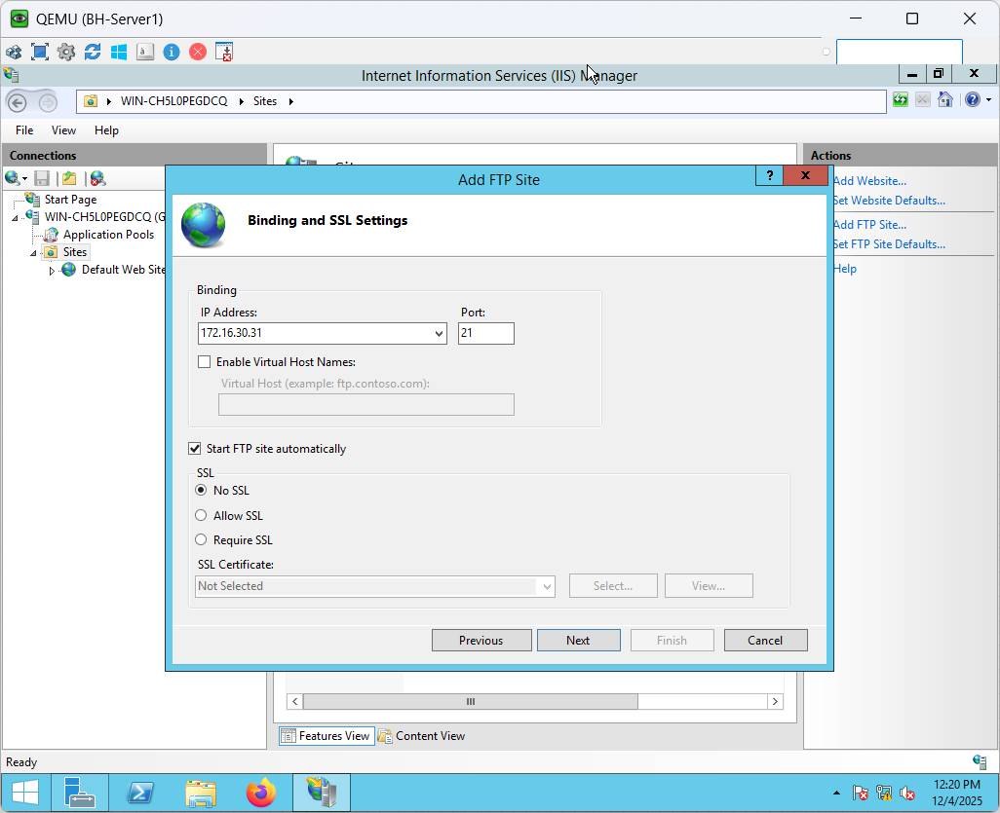 QEMU (BH-Server1)
Internet Information Services (IIS) Manager
WIN-CH5L0PEGDCQ
Sites
File View Help
Connections
Start Page
WIN-CH5L0PEGDCQ (G
Application Pools
Sites
Default Web Site
Actions
Add Website...
Set Website Defaults...
Add FTP Site...
Set FTP Site Defaults...
Help
Add FTP Site
?
Binding and SSL Settings
Binding
IP Address: Port:
172.16.30.31 21
Enable Virtual Host Names:
Virtual Host (example: ftp.contoso.com):
Start FTP site automatically
SSL
No SSL
Allow SSL
Require SSL
SSL Certificate:
Not Selected Select... View...
Previous Next Finish Cancel
Features View Content View
Ready
12:20 PM
12/4/2025